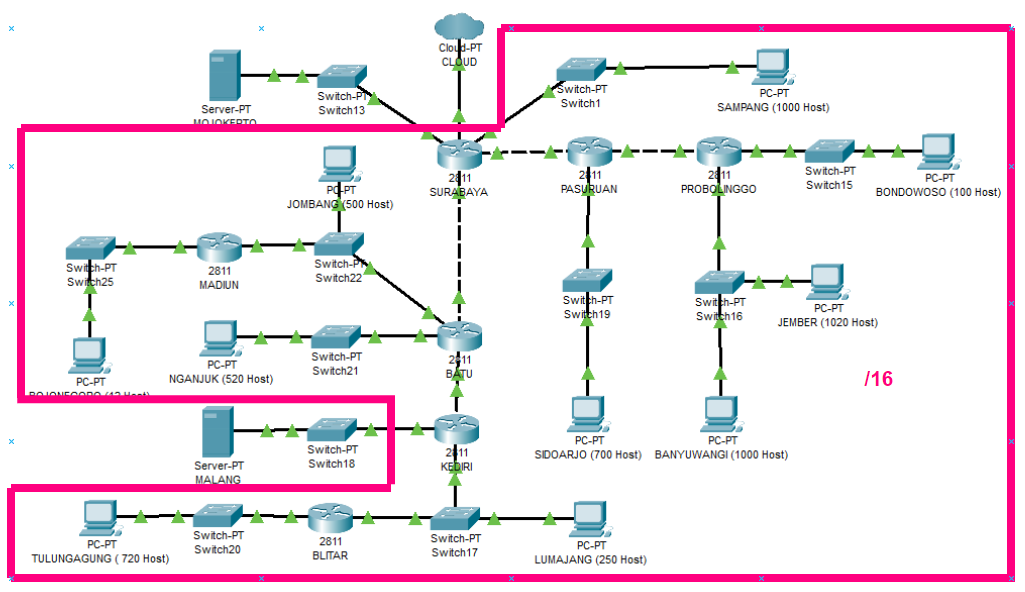 Cloud-PT
CLOUD
Server-PT
MOJOKERTO
Switch-PT
Switch13
Switch-PT
Switch1
PC-PT
SAMPANG (1000 Host)
2811
SURABAYA
2811
PASURUAN
2811
PROBOLINGGO
Switch-PT
Switch15
PC-PT
BONDOWOSO (100 Host)
PC-PT
JOMBANG (500 Host)
Switch-PT
Switch25
2811
MADIUN
Switch-PT
Switch22
Switch-PT
Switch19
Switch-PT
Switch16
PC-PT
JEMBER (1020 Host)
PC-PT
NGANJUK (520 Host)
Switch-PT
Switch21
2811
BATU
PC-PT
BOJONEGORO (12 Host)
/16
Server-PT
MALANG
Switch-PT
Switch18
2811
KEDIRI
PC-PT
SIDOARJO (700 Host)
PC-PT
BANYUWANGI (1000 Host)
PC-PT
TULUNGAGUNG ( 720 Host)
Switch-PT
Switch20
2811
BLITAR
Switch-PT
Switch17
PC-PT
LUMAJANG (250 Host)